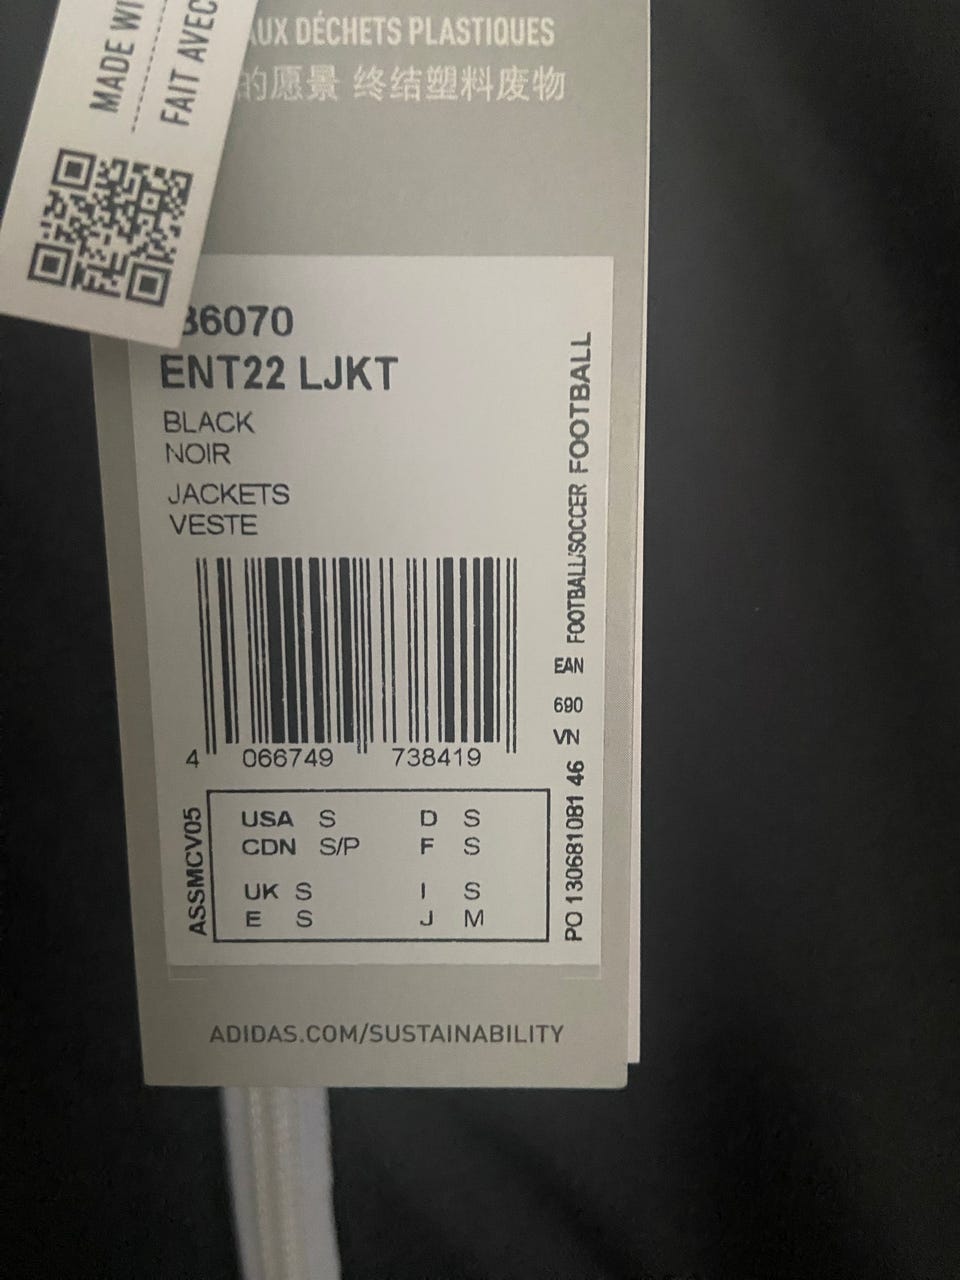 MADE WI
FAIT AVEC
AUX DÉCHETS PLASTIQUES
的愿景 终结塑料废物
36070
ENT22 LJKT
BLACK
NOIR
JACKETS
VESTE
FOOTBALL/SOCCER FOOTBALL
EAN
690
VN
PO 130681081 46
4 066749 738419
ASSMCV05
USA S D S
CDN S/P F S
UK S I S
E S J M
ADIDAS.COM/SUSTAINABILITY